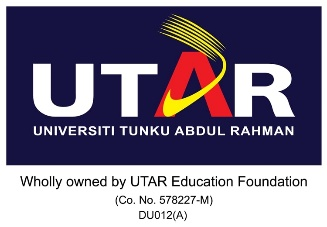 UTAR
UNIVERSITI TUNKU ABDUL RAHMAN
Wholly owned by UTAR Education Foundation
(Co. No. 578227-M)
DU012(A)